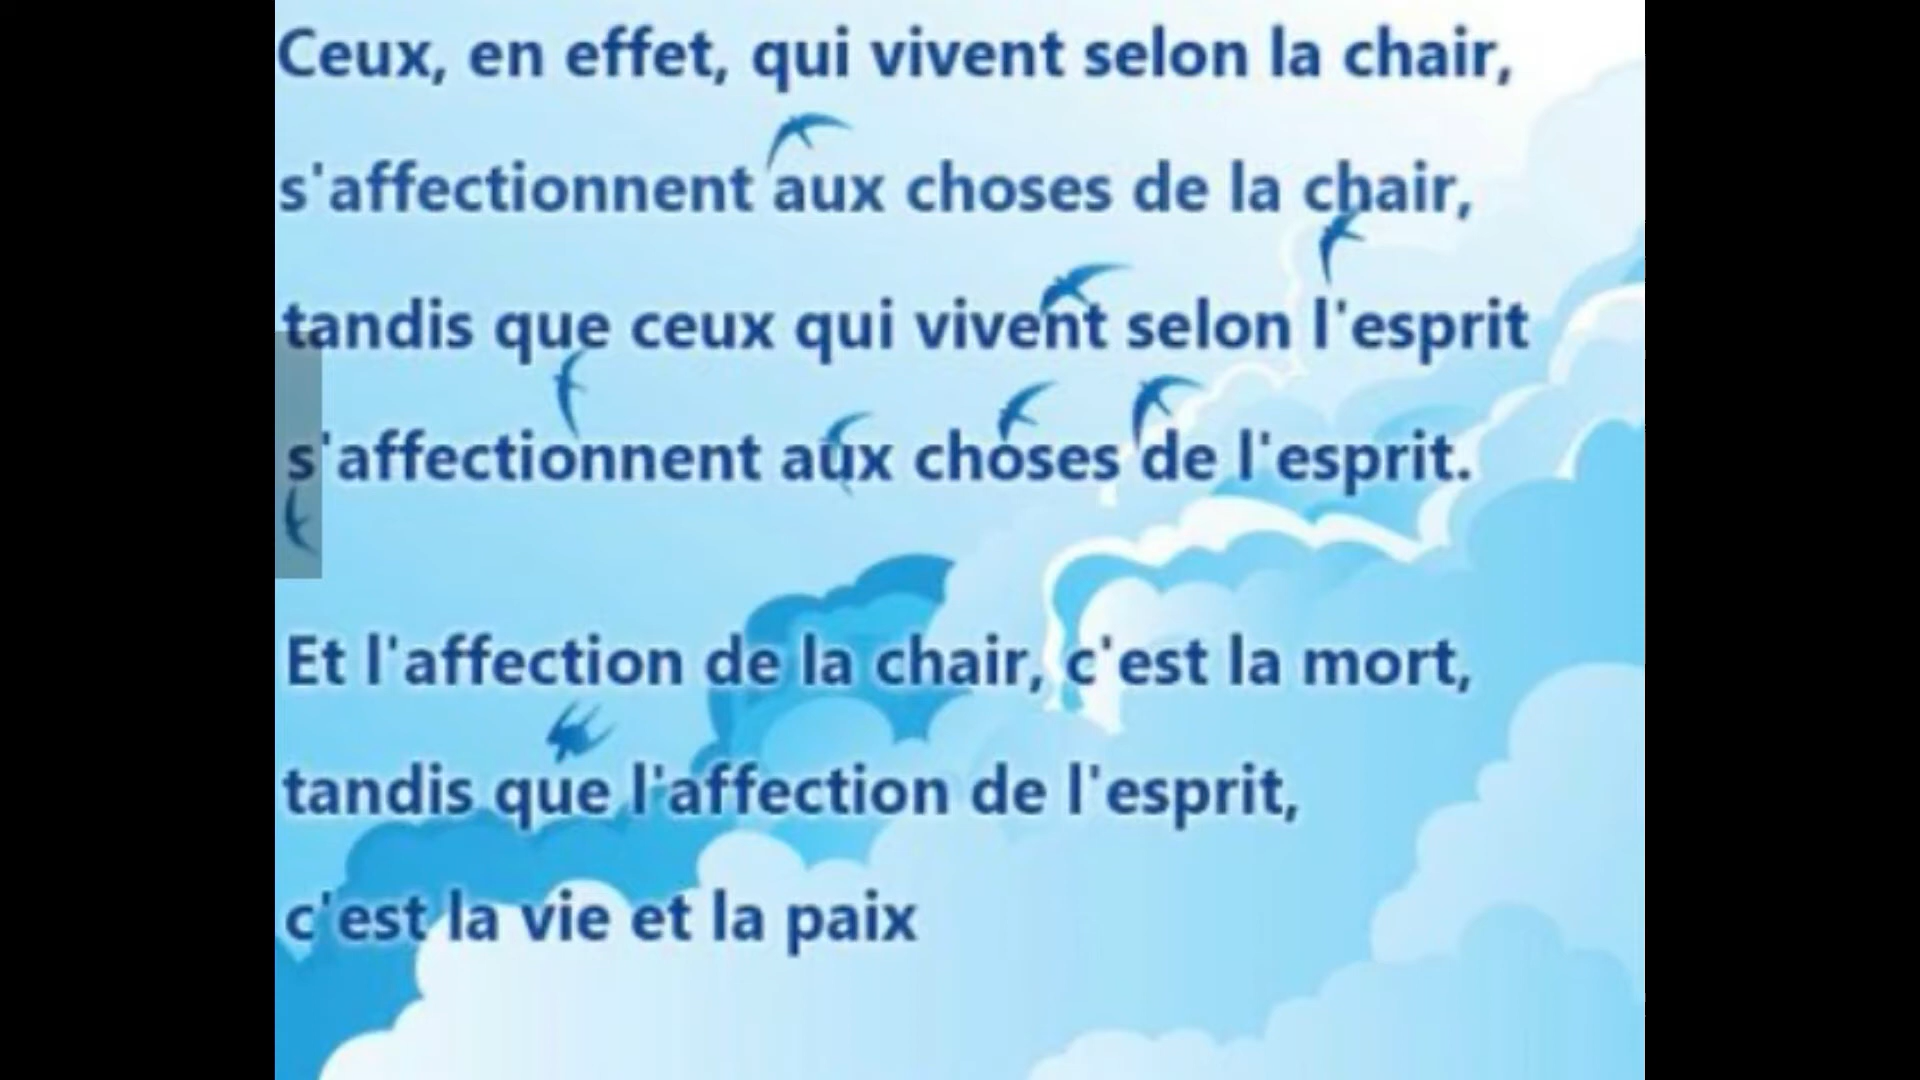 Ceux, en effet, qui vivent selon la chair,
s'affectionnent aux choses de la chair,
tandis que ceux qui vivent selon l'esprit
s'affectionnent aux choses de l'esprit.
Et l'affection de la chair, c'est la mort,
tandis que l'affection de l'esprit,
c'est la vie et la paix